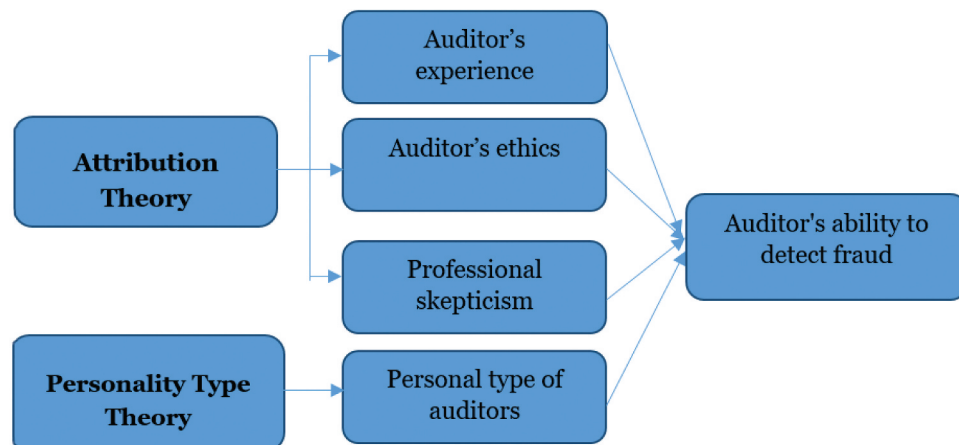 Auditor’s
experience
Attribution
Theory
Auditor’s ethics
Professional
skepticism
Auditor's ability to
detect fraud
Personality Type
Theory
Personal type of
auditors